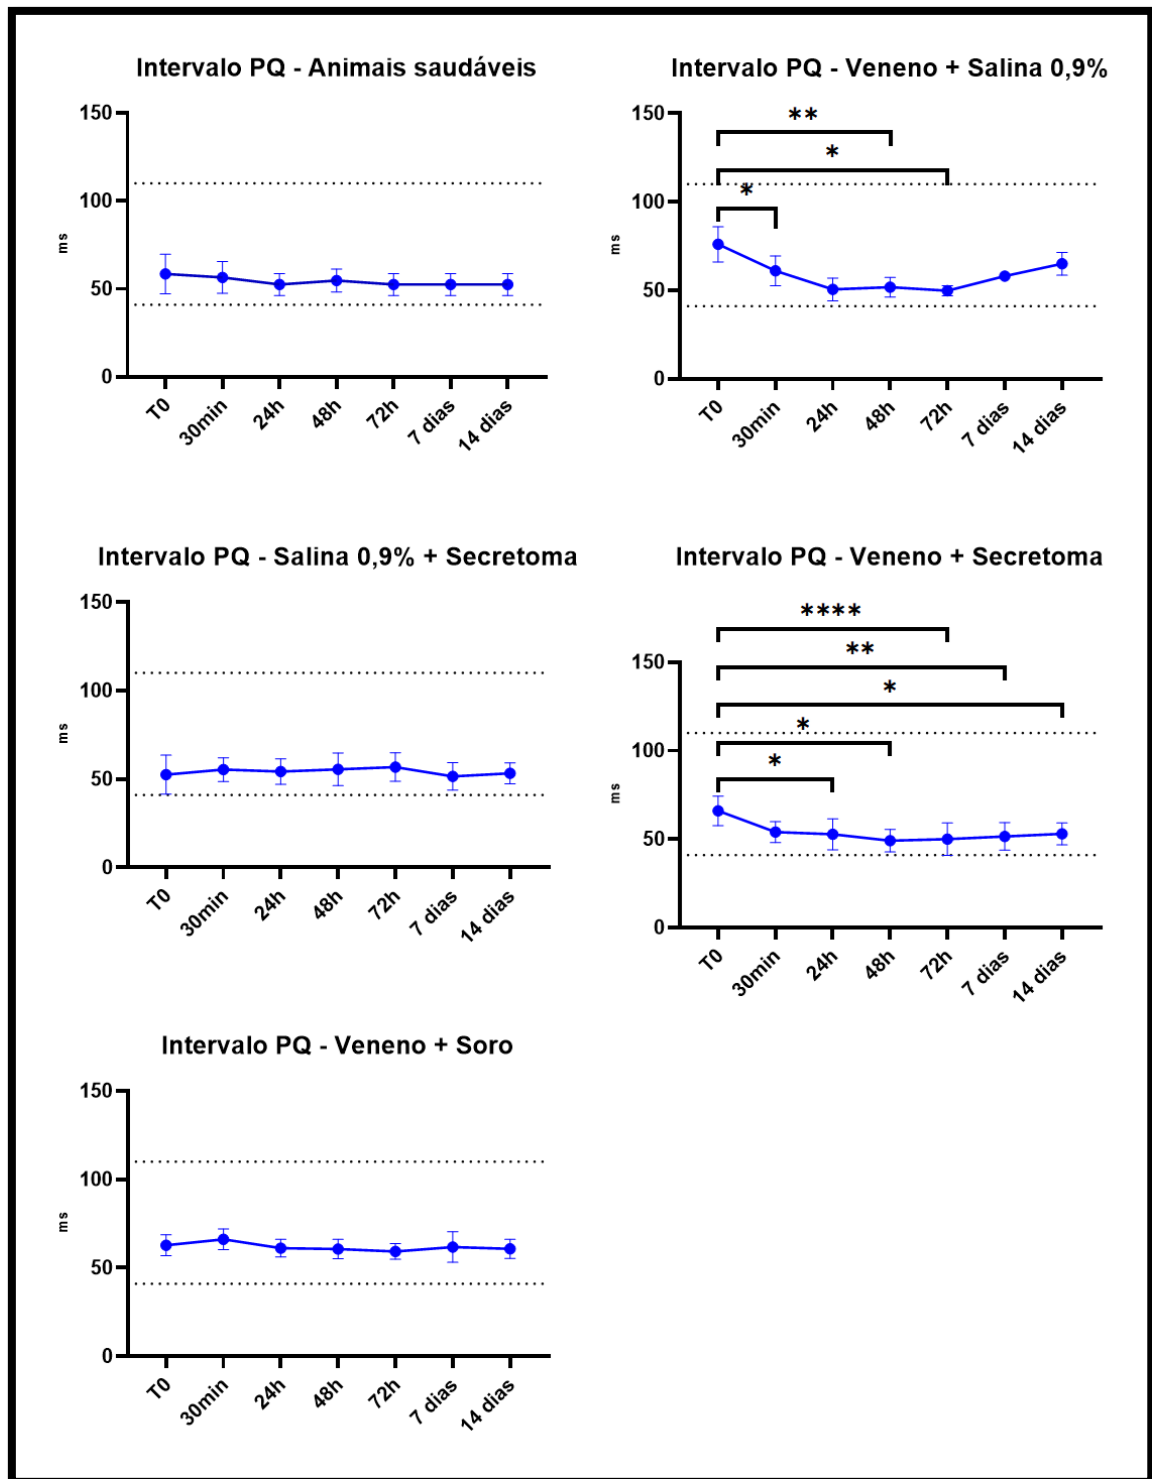 Intervalo PQ - Animais saudáveis
150
100
50
0
ms
T0
30min
24h
48h
72h
7 dias
14 dias
Intervalo PQ - Veneno + Salina 0,9%
**
*
*
150
100
50
0
ms
T0
30min
24h
48h
72h
7 dias
14 dias
Intervalo PQ - Salina 0,9% + Secretoma
150
100
50
0
ms
T0
30min
24h
48h
72h
7 dias
14 dias
Intervalo PQ - Veneno + Secretoma
****
**
*
*
*
150
100
50
0
ms
T0
30min
24h
48h
72h
7 dias
14 dias
Intervalo PQ - Veneno + Soro
150
100
50
0
ms
T0
30min
24h
48h
72h
7 dias
14 dias